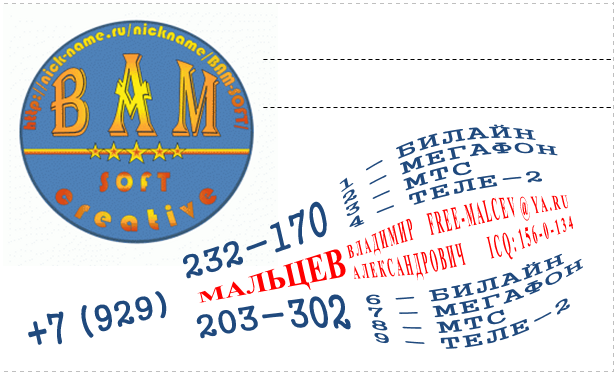 http://nick-name.ru/nickname/BAM-SOFT/
BAM
SOFT
creative
1 — БИЛАЙН
2 — МЕГАФОН
3 — МТС
4 — ТЕЛЕ-2
232-170
МАЛЬЦЕВ
ВЛАДИМИР FREE-MALCEV@YA.RU
АЛЕКСАНДРОВИЧ ICQ: 156-0-134
+7 (929)
203-302
6 — БИЛАЙН
7 — МЕГАФОН
8 — МТС
9 — ТЕЛЕ-2